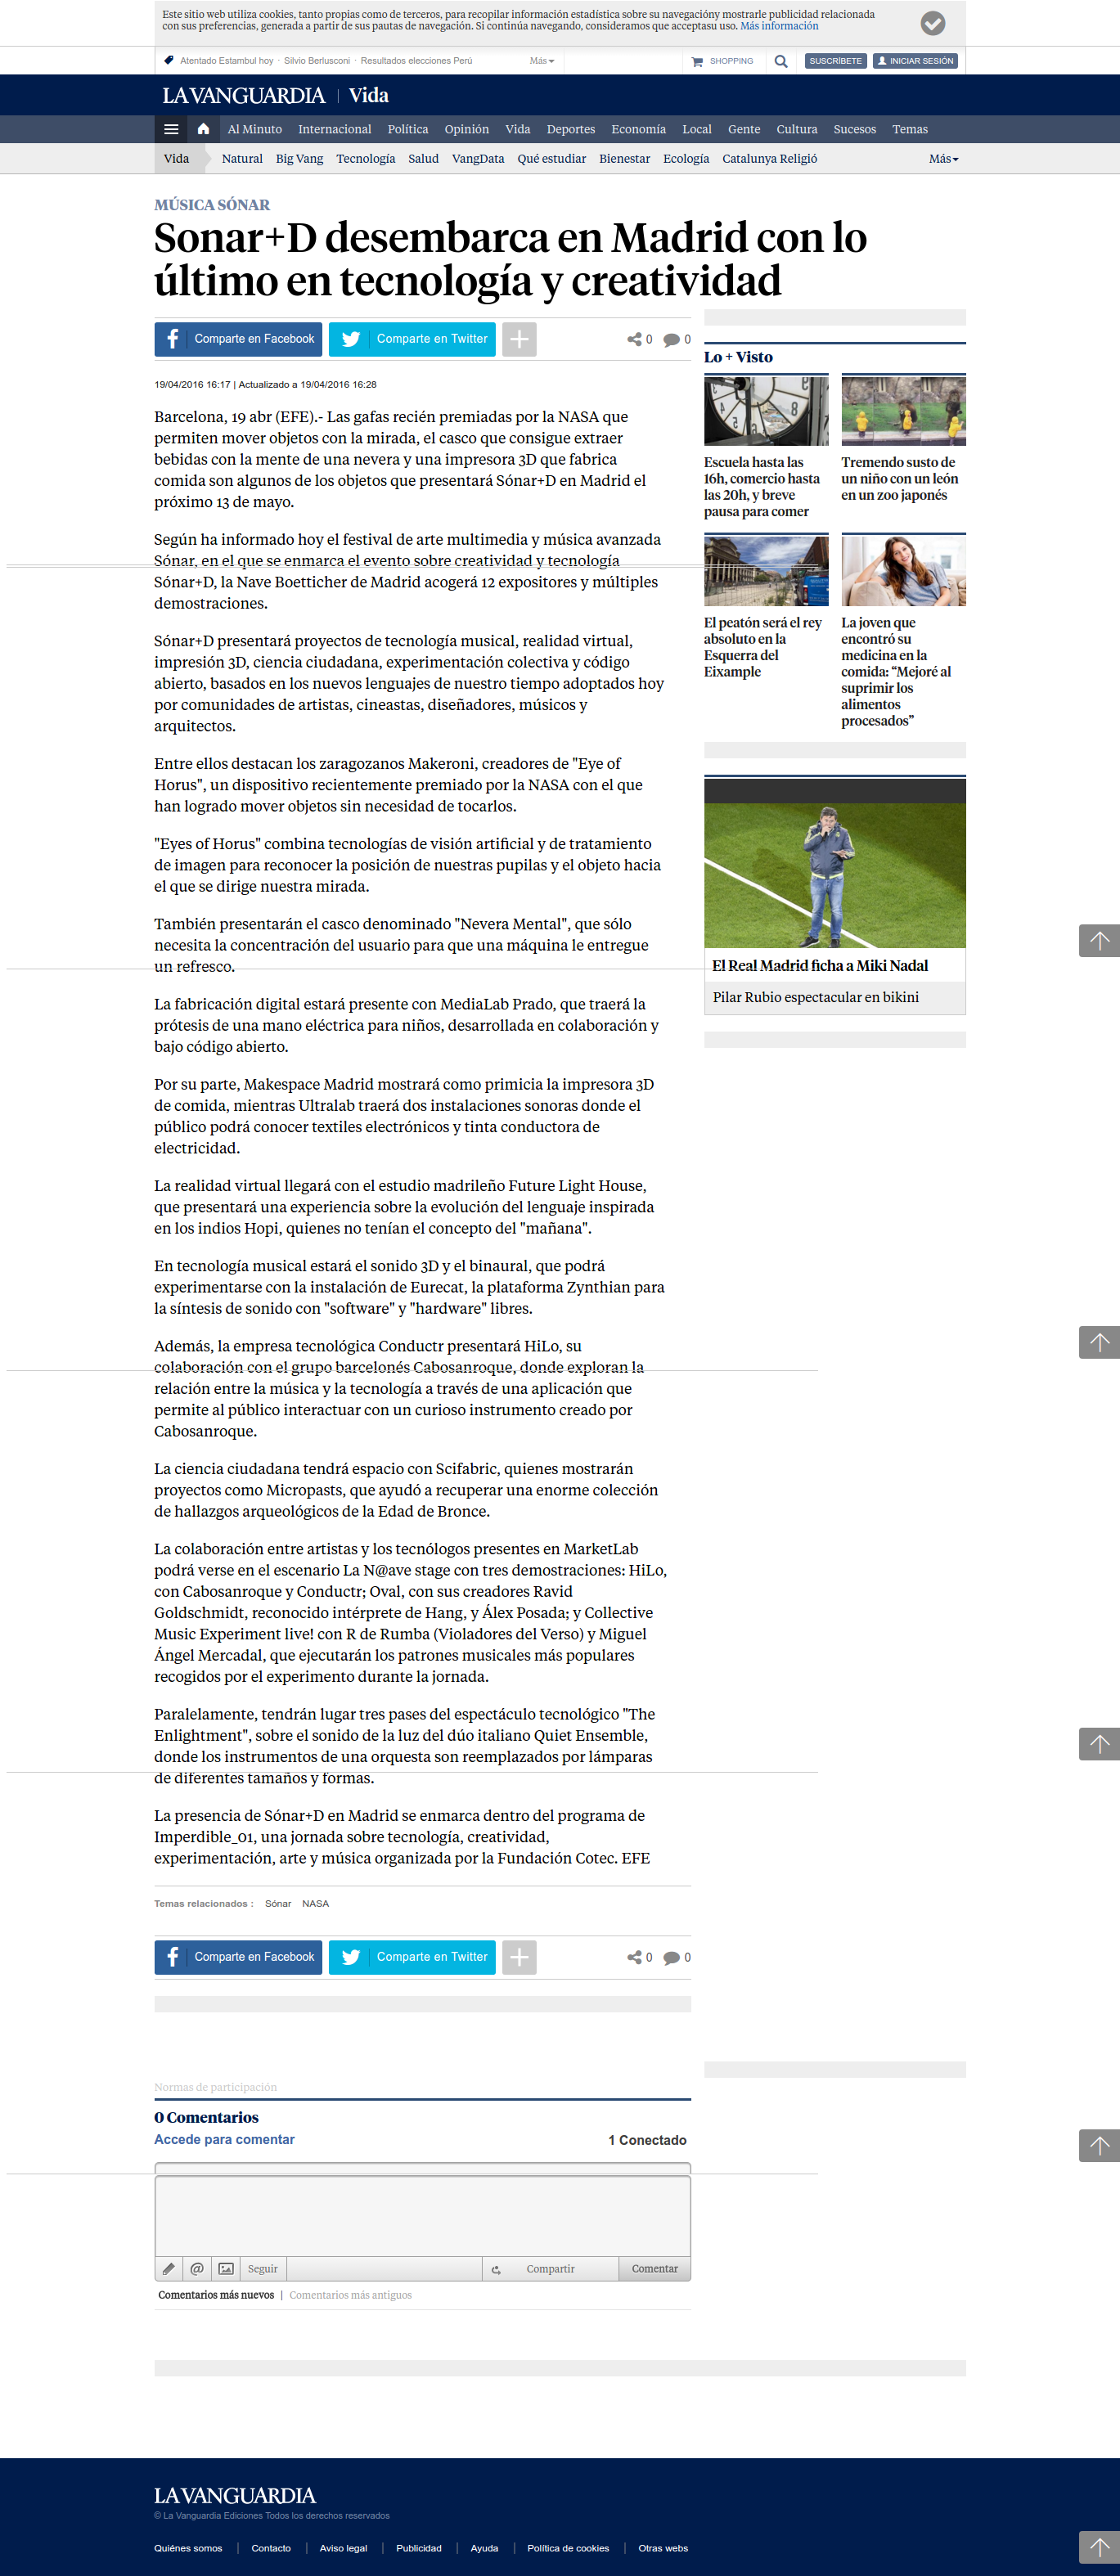 Este sitio web utiliza cookies, tanto propias como de terceros, para recopilar información estadística sobre su navegacióny mostrarle publicidad relacionada
con sus preferencias, generada a partir de sus pautas de navegación. Si continúa navegando, consideramos que acceptasu uso. Más información
Atentado Estambul hoy · Silvio Berlusconi · Resultados elecciones Perú Más
SHOPPING SUSCRÍBETE INICIAR SESIÓN
LA VANGUARDIA | Vida
Al Minuto Internacional Política Opinión Vida Deportes Economía Local Gente Cultura Sucesos Temas
Vida Natural Big Vang Tecnología Salud VangData Qué estudiar Bienestar Ecología Catalunya Religió Más
MÚSICA SÓNAR
Sonar+D desembarca en Madrid con lo
último en tecnología y creatividad
Comparte en Facebook Comparte en Twitter 0 0
19/04/2016 16:17 | Actualizado a 19/04/2016 16:28
Barcelona, 19 abr (EFE).- Las gafas recién premiadas por la NASA que
permiten mover objetos con la mirada, el casco que consigue extraer
bebidas con la mente de una nevera y una impresora 3D que fabrica
comida son algunos de los objetos que presentará Sónar+D en Madrid el
próximo 13 de mayo.
Según ha informado hoy el festival de arte multimedia y música avanzada
Sónar, en el que se enmarca el evento sobre creatividad y tecnología
Sónar+D, la Nave Boetticher de Madrid acogerá 12 expositores y múltiples
demostraciones.
Sónar+D presentará proyectos de tecnología musical, realidad virtual,
impresión 3D, ciencia ciudadana, experimentación colectiva y código
abierto, basados en los nuevos lenguajes de nuestro tiempo adoptados hoy
por comunidades de artistas, cineastas, diseñadores, músicos y
arquitectos.
Entre ellos destacan los zaragozanos Makeroni, creadores de "Eye of
Horus", un dispositivo recientemente premiado por la NASA con el que
han logrado mover objetos sin necesidad de tocarlos.
"Eyes of Horus" combina tecnologías de visión artificial y de tratamiento
de imagen para reconocer la posición de nuestras pupilas y el objeto hacia
el que se dirige nuestra mirada.
También presentarán el casco denominado "Nevera Mental", que sólo
necesita la concentración del usuario para que una máquina le entregue
un refresco.
La fabricación digital estará presente con MediaLab Prado, que traerá la
prótesis de una mano eléctrica para niños, desarrollada en colaboración y
bajo código abierto.
Por su parte, Makespace Madrid mostrará como primicia la impresora 3D
de comida, mientras Ultralab traerá dos instalaciones sonoras donde el
público podrá conocer textiles electrónicos y tinta conductora de
electricidad.
La realidad virtual llegará con el estudio madrileño Future Light House,
que presentará una experiencia sobre la evolución del lenguaje inspirada
en los indios Hopi, quienes no tenían el concepto del "mañana".
En tecnología musical estará el sonido 3D y el binaural, que podrá
experimentarse con la instalación de Eurecat, la plataforma Zynthian para
la síntesis de sonido con "software" y "hardware" libres.
Además, la empresa tecnológica Conductr presentará HiLo, su
colaboración con el grupo barcelonés Cabosanroque, donde exploran la
relación entre la música y la tecnología a través de una aplicación que
permite al público interactuar con un curioso instrumento creado por
Cabosanroque.
La ciencia ciudadana tendrá espacio con Scifabric, quienes mostrarán
proyectos como Micropasts, que ayudó a recuperar una enorme colección
de hallazgos arqueológicos de la Edad de Bronce.
La colaboración entre artistas y los tecnólogos presentes en MarketLab
podrá verse en el escenario La N@ave stage con tres demostraciones: HiLo,
con Cabosanroque y Conductr; Oval, con sus creadores Ravid
Goldschmidt, reconocido intérprete de Hang, y Álex Posada; y Collective
Music Experiment live! con R de Rumba (Violadores del Verso) y Miguel
Ángel Mercadal, que ejecutarán los patrones musicales más populares
recogidos por el experimento durante la jornada.
Paralelamente, tendrán lugar tres pases del espectáculo tecnológico "The
Enlightment", sobre el sonido de la luz del dúo italiano Quiet Ensemble,
donde los instrumentos de una orquesta son reemplazados por lámparas
de diferentes tamaños y formas.
La presencia de Sónar+D en Madrid se enmarca dentro del programa de
Imperdible_01, una jornada sobre tecnología, creatividad,
experimentación, arte y música organizada por la Fundación Cotec. EFE
Temas relacionados : Sónar NASA
Comparte en Facebook Comparte en Twitter 0 0
Lo + Visto
Escuela hasta las
16h, comercio hasta
las 20h, y breve
pausa para comer
Tremendo susto de
un niño con un león
en un zoo japonés
El peatón será el rey
absoluto en la
Esquerra del
Eixample
La joven que
encontró su
medicina en la
comida: “Mejoré al
suprimir los
alimentos
procesados”
El Real Madrid ficha a Miki Nadal
Pilar Rubio espectacular en bikini
Normas de participación
0 Comentarios
Accede para comentar 1 Conectado
@ Seguir Compartir Comentar
Comentarios más nuevos | Comentarios más antiguos
LA VANGUARDIA
© La Vanguardia Ediciones Todos los derechos reservados
Quiénes somos | Contacto | Aviso legal | Publicidad | Ayuda | Política de cookies | Otras webs